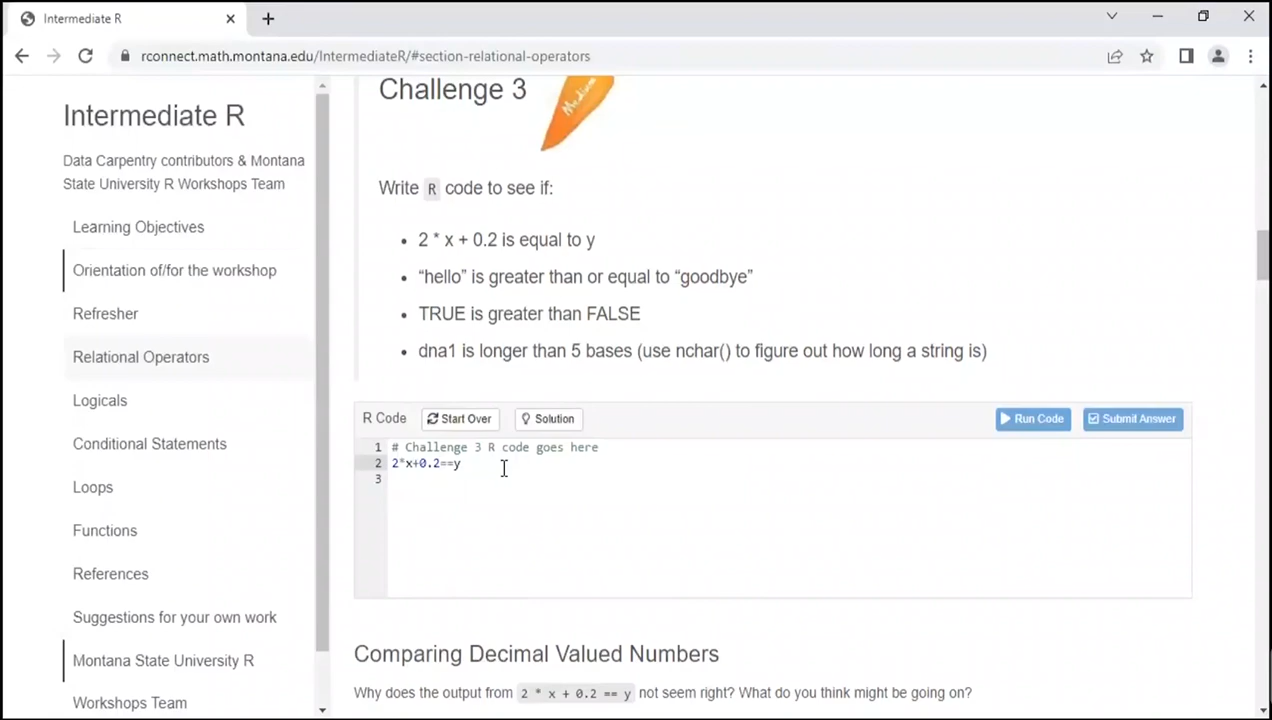 Intermediate R
rconnect.math.montana.edu/IntermediateR/#section-relational-operators
Intermediate R
Data Carpentry contributors & Montana
State University R Workshops Team
Learning Objectives
Orientation of/for the workshop
Refresher
Relational Operators
Logicals
Conditional Statements
Loops
Functions
References
Suggestions for your own work
Montana State University R
Workshops Team
Challenge 3
Medium
Write R code to see if:
• 2 * x + 0.2 is equal to y
• “hello” is greater than or equal to “goodbye”
• TRUE is greater than FALSE
• dna1 is longer than 5 bases (use nchar() to figure out how long a string is)
R Code Start Over Solution Run Code Submit Answer
1 # Challenge 3 R code goes here
2 2*x+0.2==y
3
Comparing Decimal Valued Numbers
Why does the output from 2 * x + 0.2 == y not seem right? What do you think might be going on?